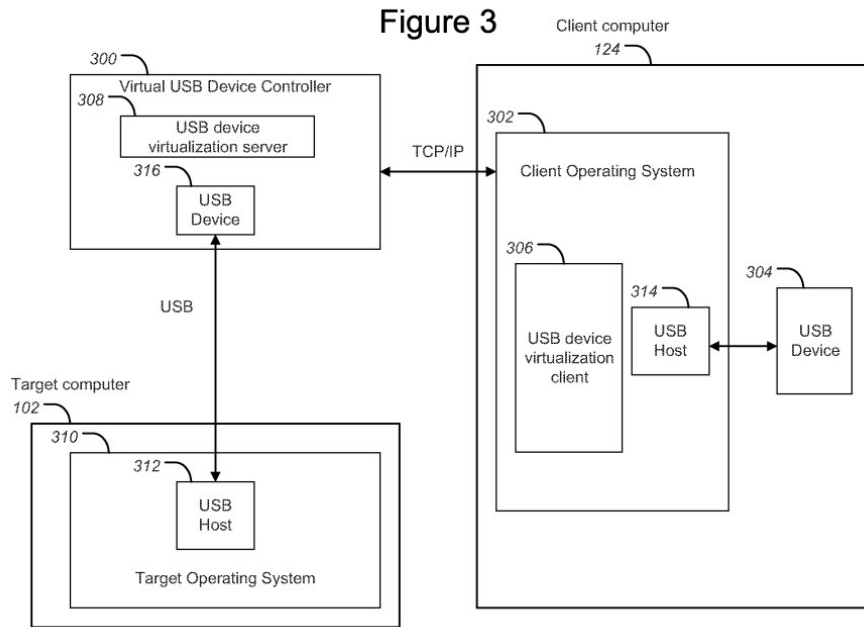 Figure 3
Client computer
124
300
Virtual USB Device Controller
308
USB device
virtualization server
316
USB
Device
TCP/IP
302
Client Operating System
306
USB device
virtualization
client
314
USB
Host
304
USB
Device
USB
Target computer
102
310
312
USB
Host
Target Operating System